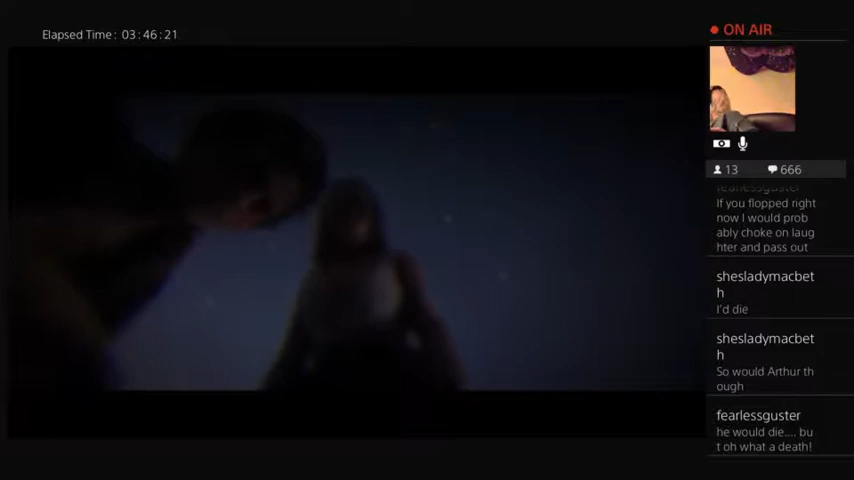 Elapsed Time: 03:46:21
ON AIR
13 666
fearlessguster
If you flopped right
now I would prob
ably choke on laug
hter and pass out
shesladymacbet
h
I'd die
shesladymacbet
h
So would Arthur th
ough
fearlessguster
he would die.... bu
t oh what a death!